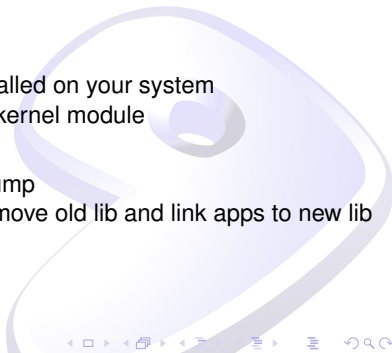 alled on your system
kernel module
ump
move old lib and link apps to new lib